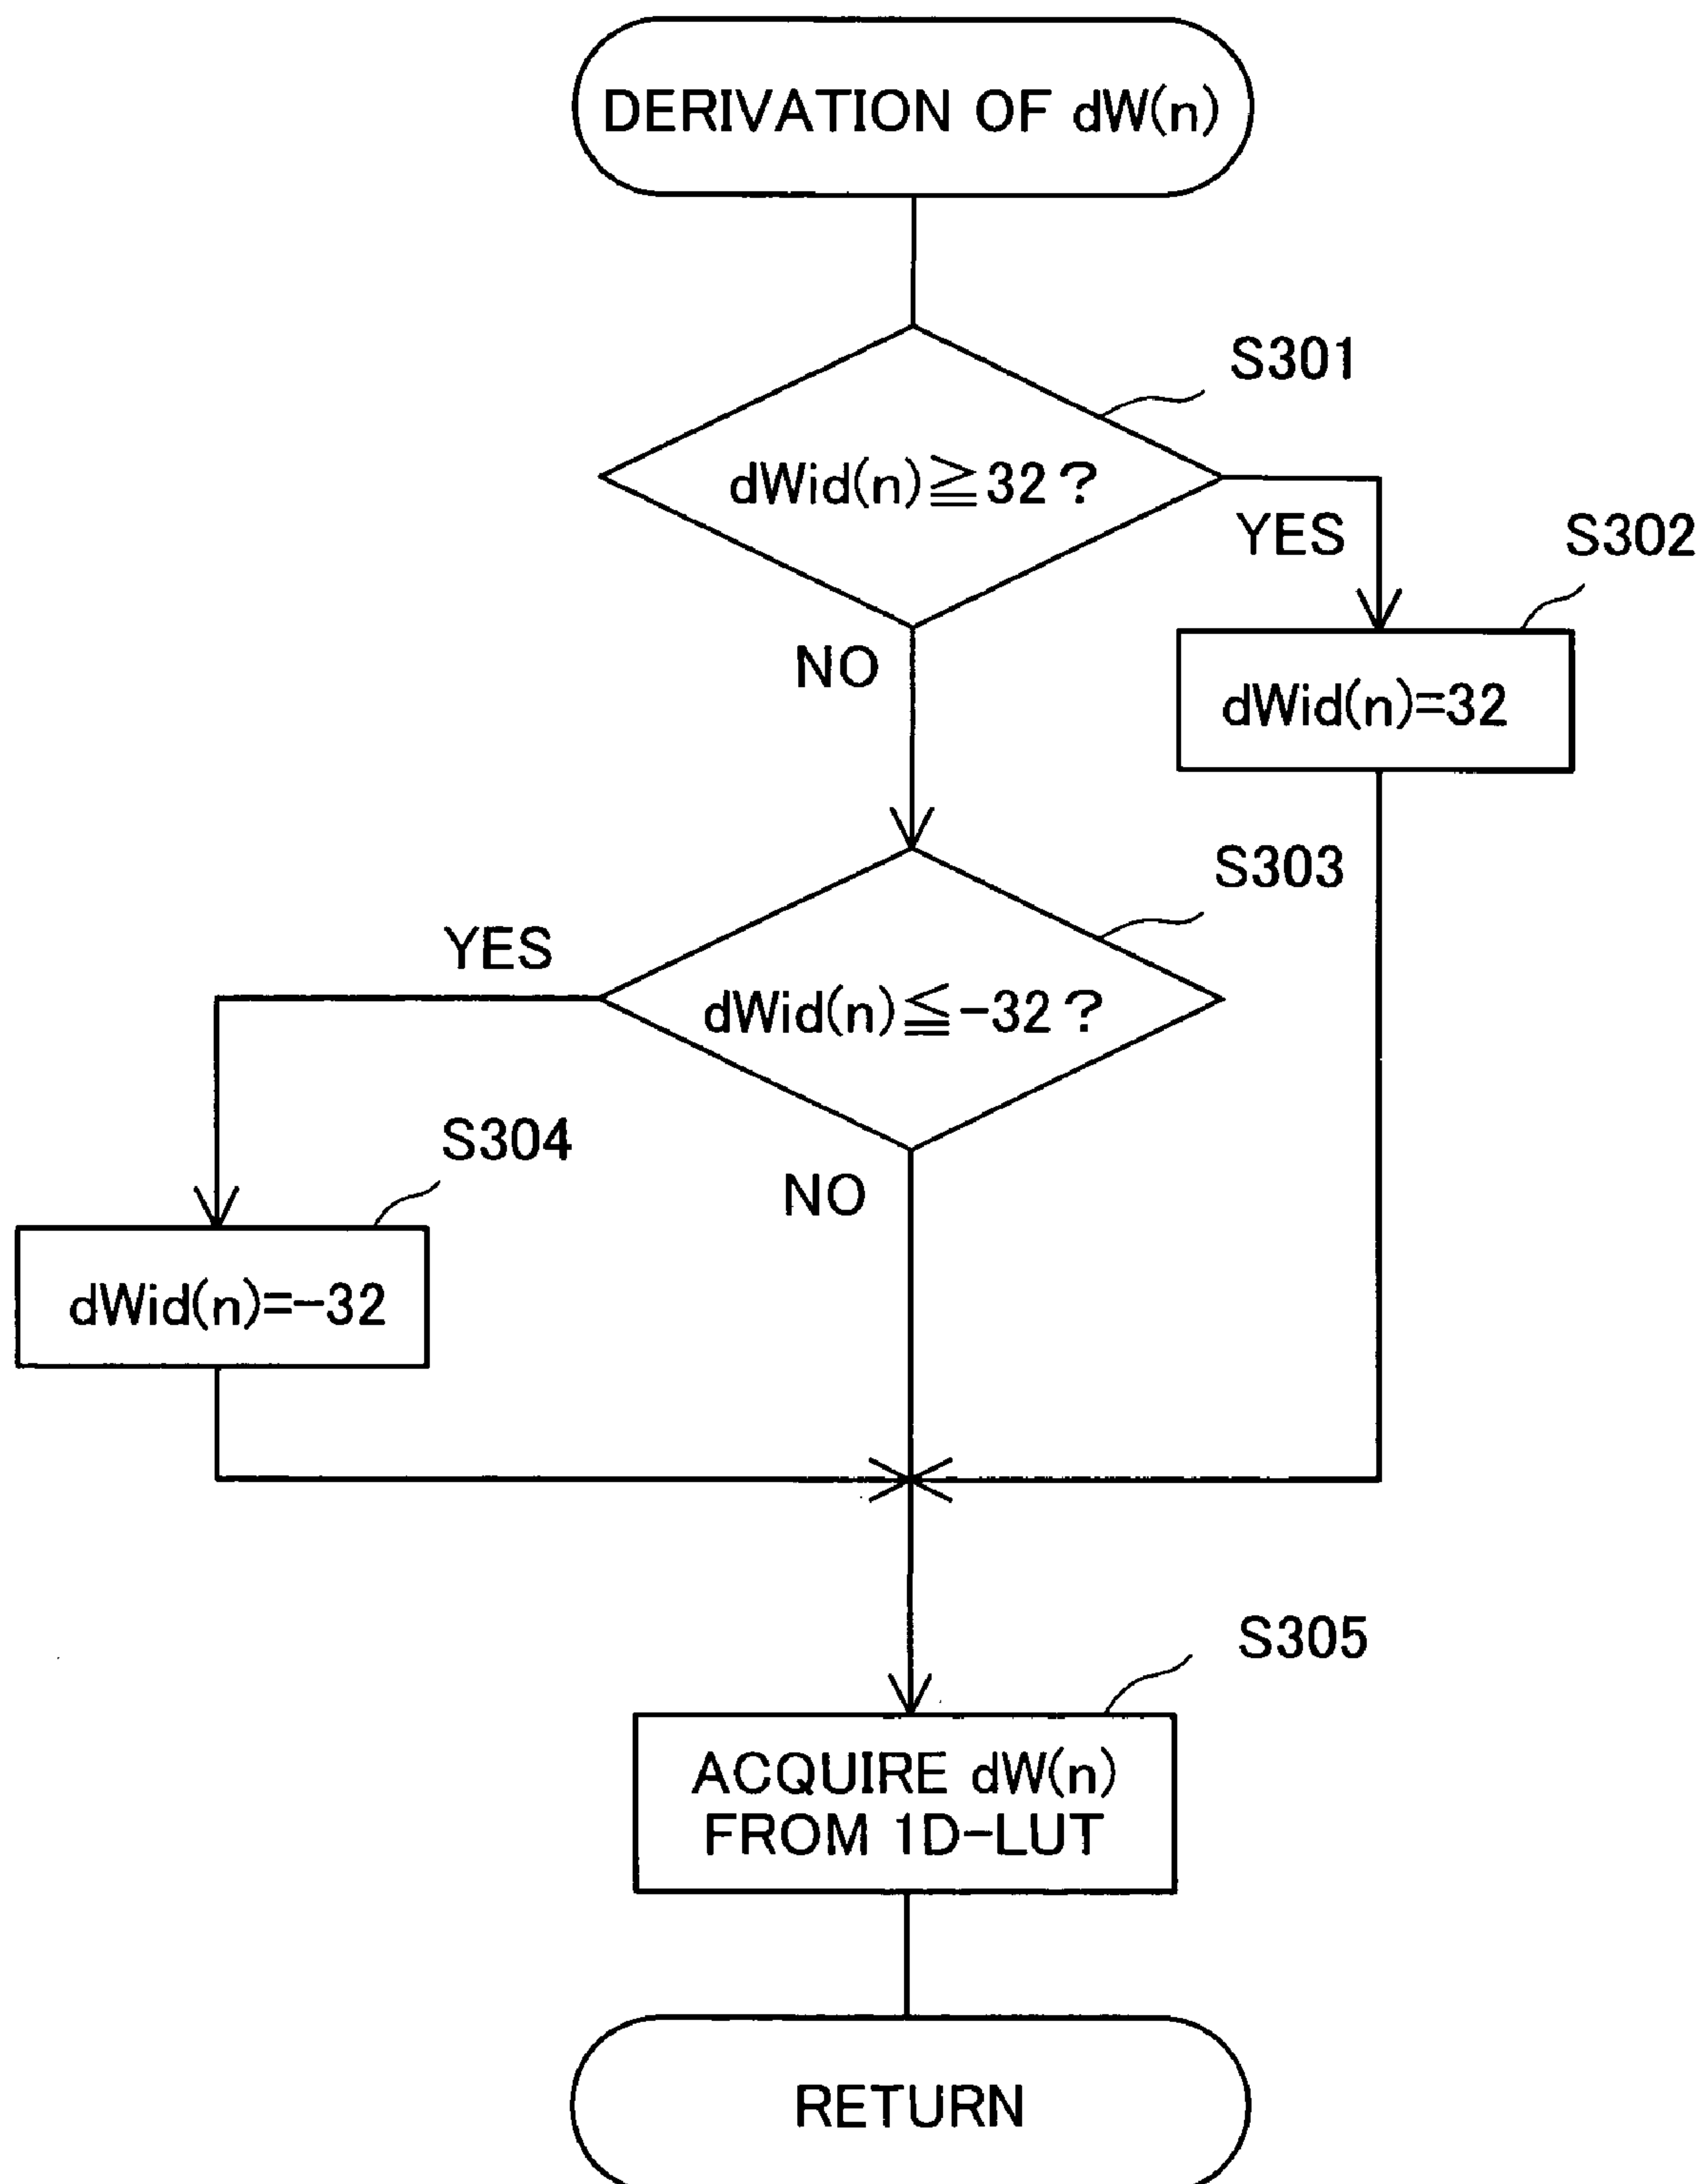 DERIVATION OF dW(n)
S301
dWid(n)≧32?
YES
S302
NO
dWid(n)=32
S303
YES
dWid(n)≦-32?
S304
NO
dWid(n)=-32
S305
ACQUIRE dW(n)
FROM 1D-LUT
RETURN